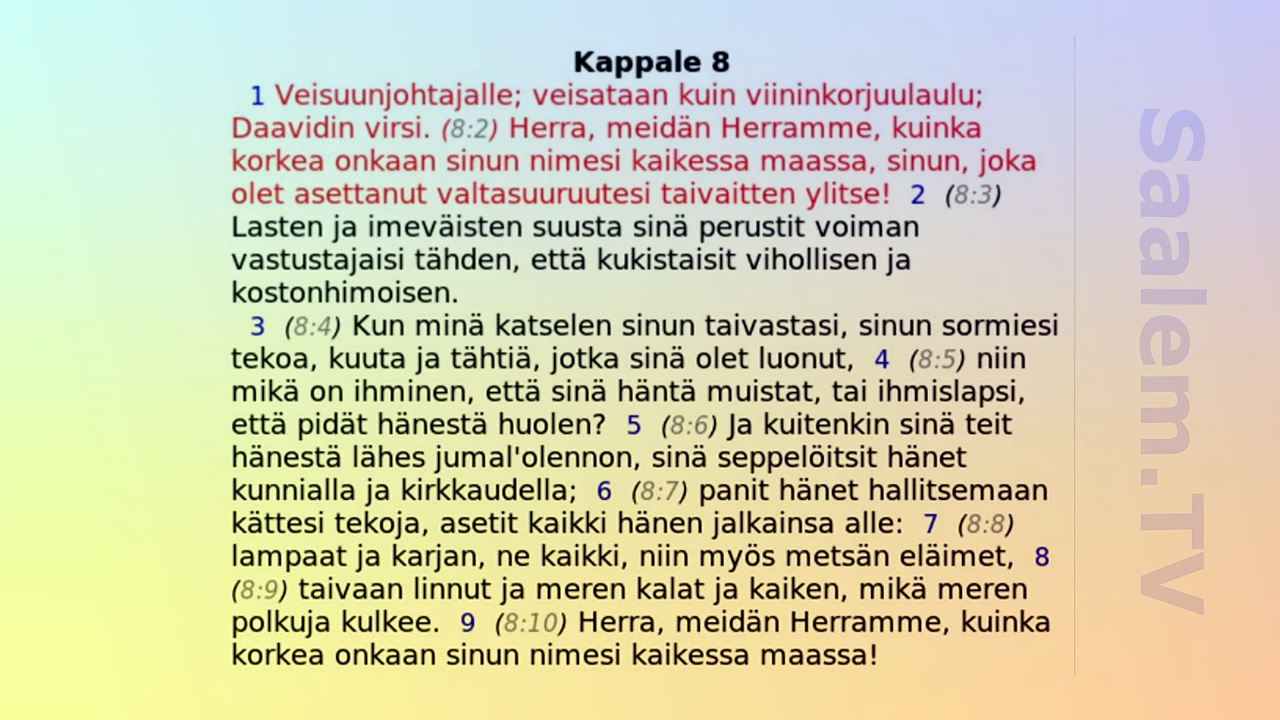 Kappale 8
1 Veisuunjohtajalle; veisataan kuin viininkorjuulaulu;
Daavidin virsi. (8:2) Herra, meidän Herramme, kuinka
korkea onkaan sinun nimesi kaikessa maassa, sinun, joka
olet asettanut valtasuuruutesi taivaitten ylitse! 2 (8:3)
Lasten ja imeväisten suusta sinä perustit voiman
vastustajaisi tähden, että kukistaisit vihollisen ja
kostonhimoisen.
3 (8:4) Kun minä katselen sinun taivastasi, sinun sormiesi
tekoa, kuuta ja tähtiä, jotka sinä olet luonut, 4 (8:5) niin
mikä on ihminen, että sinä häntä muistat, tai ihmislapsi,
että pidät hänestä huolen? 5 (8:6) Ja kuitenkin sinä teit
hänestä lähes jumal'olennon, sinä seppelöitsit hänet
kunnialla ja kirkkaudella; 6 (8:7) panit hänet hallitsemaan
kättesi tekoja, asetit kaikki hänen jalkainsa alle: 7 (8:8)
lampaat ja karjan, ne kaikki, niin myös metsän eläimet, 8
(8:9) taivaan linnut ja meren kalat ja kaiken, mikä meren
polkuja kulkee. 9 (8:10) Herra, meidän Herramme, kuinka
korkea onkaan sinun nimesi kaikessa maassa!
Saalem.TV